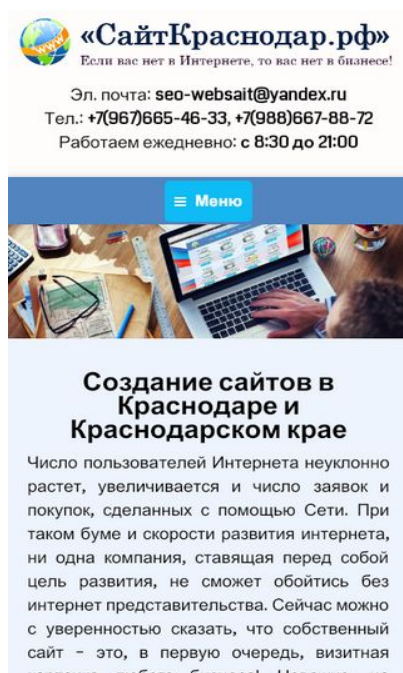 www
«СайтКраснодар.рф»
Если вас нет в Интернете, то вас нет в бизнесе!
Эл. почта: seo-websait@yandex.ru
Тел.: +7(967)665-46-33, +7(988)667-88-72
Работаем ежедневно: с 8:30 до 21:00
≡ Меню
Создание сайтов в
Краснодаре и
Краснодарском крае
Число пользователей Интернета неуклонно
растет, увеличивается и число заявок и
покупок, сделанных с помощью Сети. При
таком буме и скорости развития интернета,
ни одна компания, ставящая перед собой
цель развития, не сможет обойтись без
интернет представительства. Сейчас можно
с уверенностью сказать, что собственный
сайт – это, в первую очередь, визитная